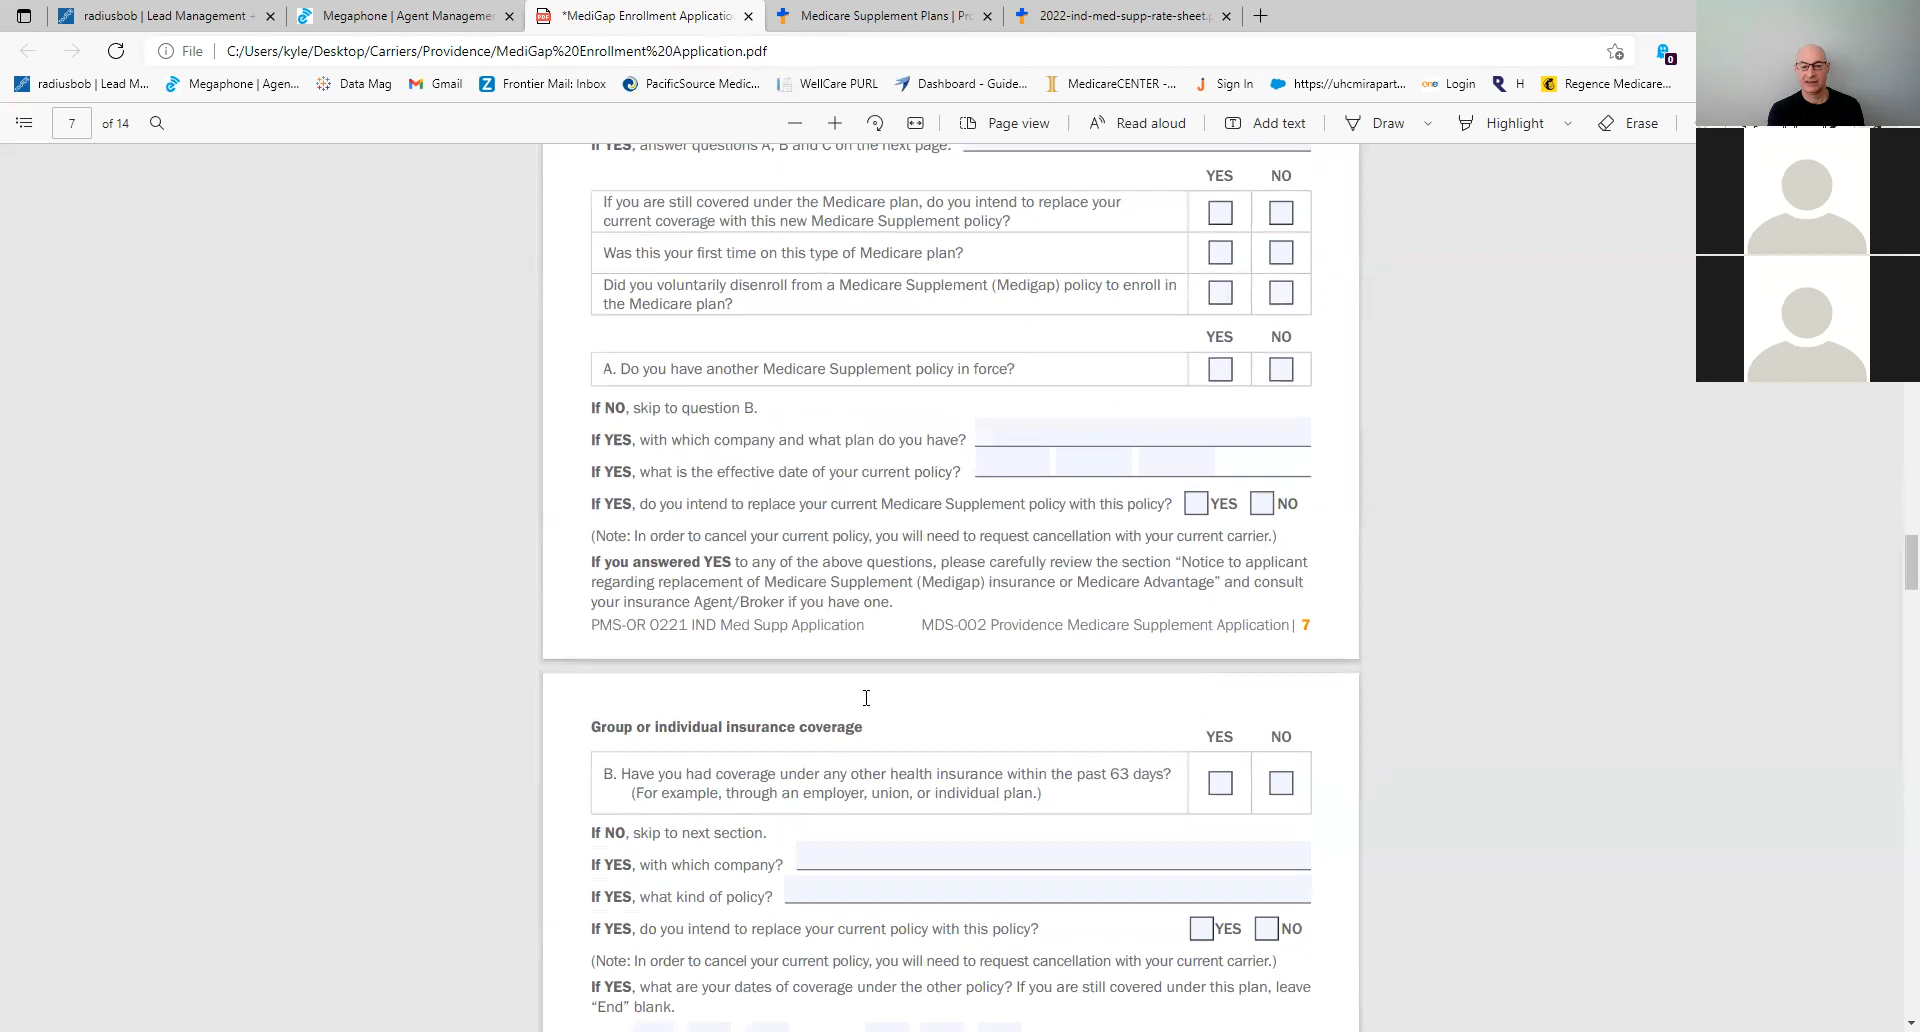 radiusbob | Lead Management -
Megaphone | Agent Managemen
*MediGap Enrollment Applicatio
Medicare Supplement Plans | Pro
2022-ind-med-supp-rate-sheet.p
File
C:/Users/kyle/Desktop/Carriers/Providence/MediGap%20Enrollment%20Application.pdf
0
radiusbob | Lead M...
Megaphone | Agen...
Data Mag
Gmail
Frontier Mail: Inbox
PacificSource Medic...
WellCare PURL
Dashboard - Guide...
MedicareCENTER -...
Sign In
https://uhcmirapart...
one Login
H
Regence Medicare...
7 of 14
Page view
Read aloud
Add text
Draw
Highlight
Erase
If YES, answer questions A, B and C on the next page.
YES NO
If you are still covered under the Medicare plan, do you intend to replace your
current coverage with this new Medicare Supplement policy?
Was this your first time on this type of Medicare plan?
Did you voluntarily disenroll from a Medicare Supplement (Medigap) policy to enroll in
the Medicare plan?
YES NO
A. Do you have another Medicare Supplement policy in force?
If NO, skip to question B.
If YES, with which company and what plan do you have?
If YES, what is the effective date of your current policy?
If YES, do you intend to replace your current Medicare Supplement policy with this policy? YES NO
(Note: In order to cancel your current policy, you will need to request cancellation with your current carrier.)
If you answered YES to any of the above questions, please carefully review the section “Notice to applicant
regarding replacement of Medicare Supplement (Medigap) insurance or Medicare Advantage” and consult
your insurance Agent/Broker if you have one.
PMS-OR 0221 IND Med Supp Application MDS-002 Providence Medicare Supplement Application| 7
Group or individual insurance coverage
YES NO
B. Have you had coverage under any other health insurance within the past 63 days?
(For example, through an employer, union, or individual plan.)
If NO, skip to next section.
If YES, with which company?
If YES, what kind of policy?
If YES, do you intend to replace your current policy with this policy? YES NO
(Note: In order to cancel your current policy, you will need to request cancellation with your current carrier.)
If YES, what are your dates of coverage under the other policy? If you are still covered under this plan, leave
“End” blank.